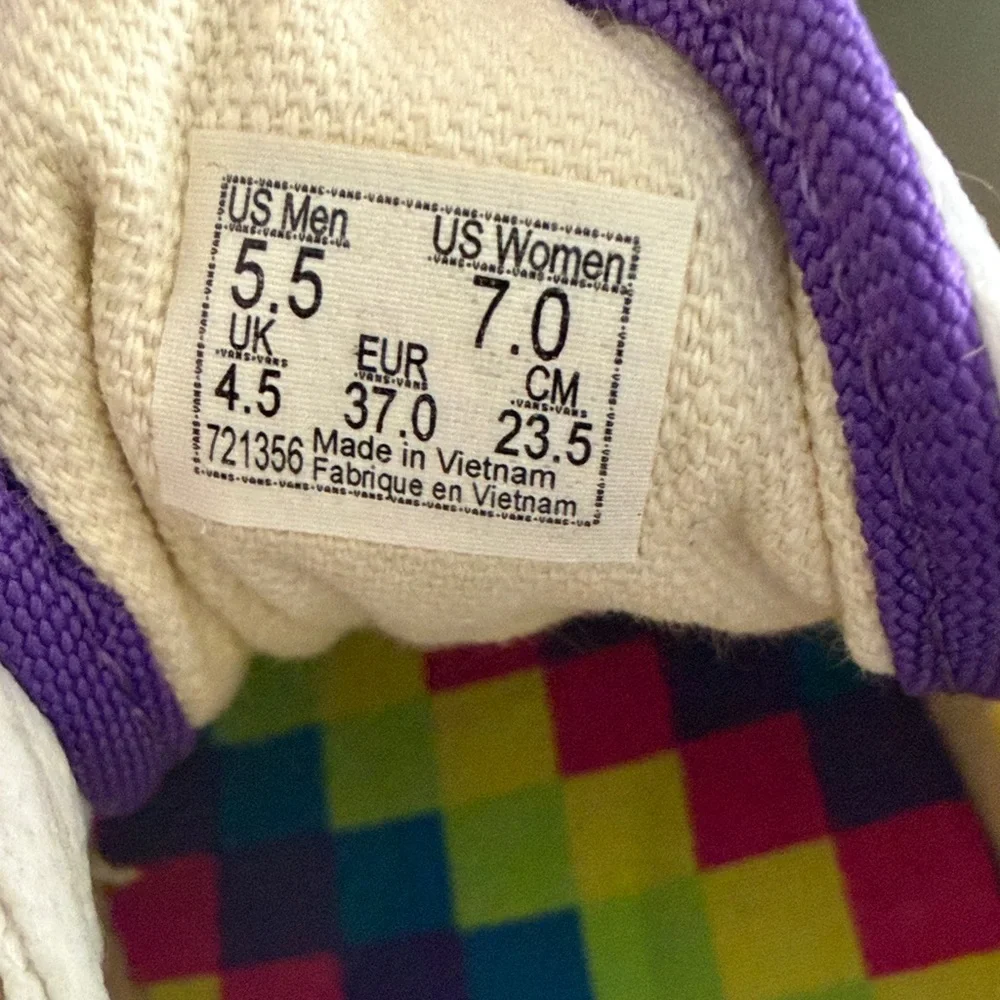 US Men US Women
5.5 7.0
UK EUR CM
4.5 37.0 23.5
721356 Made in Vietnam
Fabrique en Vietnam